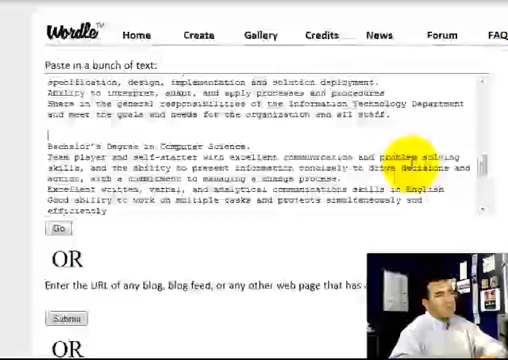 Wordle™
Home Create Gallery Credits News Forum FAQ
Paste in a bunch of text:
specification, design, implementation and solution deployment.
Ability to interpret, adapt, and apply processes and procedures
Share in the general responsibilities of the Information Technology Department
and meet the goals and needs for the organization and all staff.
Bachelor's Degree in Computer Science.
Team player and self-starter with excellent communication and problem solving
skills, and the ability to present information concisely to drive decisions and
action, with a commitment to managing a change process.
Excellent written, verbal, and analytical communications skills in English
Good ability to work on multiple tasks and projects simultaneously and
efficiently
Go
OR
Enter the URL of any blog, blog feed, or any other web page that has
Submit
OR